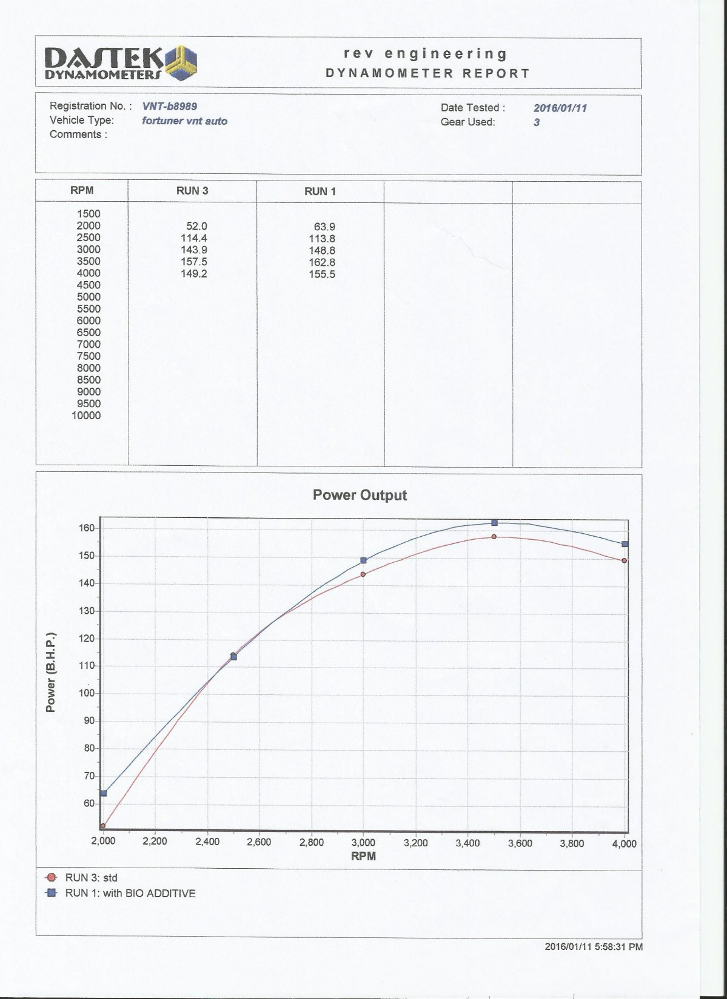 DASTEK
DYNAMOMETERS
rev engineering
DYNAMOMETER REPORT
Registration No. : VNT-b8989
Vehicle Type: fortuner vnt auto
Comments :
Date Tested : 2016/01/11
Gear Used: 3
RPM RUN 3 RUN 1
1500
2000 52.0 63.9
2500 114.4 113.8
3000 143.9 148.8
3500 157.5 162.8
4000 149.2 155.5
4500
5000
5500
6000
6500
7000
7500
8000
8500
9000
9500
10000
Power Output
Power (B.H.P.)
160
150
140
130
120
110
100
90
80
70
60
2,000 2,200 2,400 2,600 2,800 3,000 3,200 3,400 3,600 3,800 4,000
RPM
RUN 3: std
RUN 1: with BIO ADDITIVE
2016/01/11 5:58:31 PM